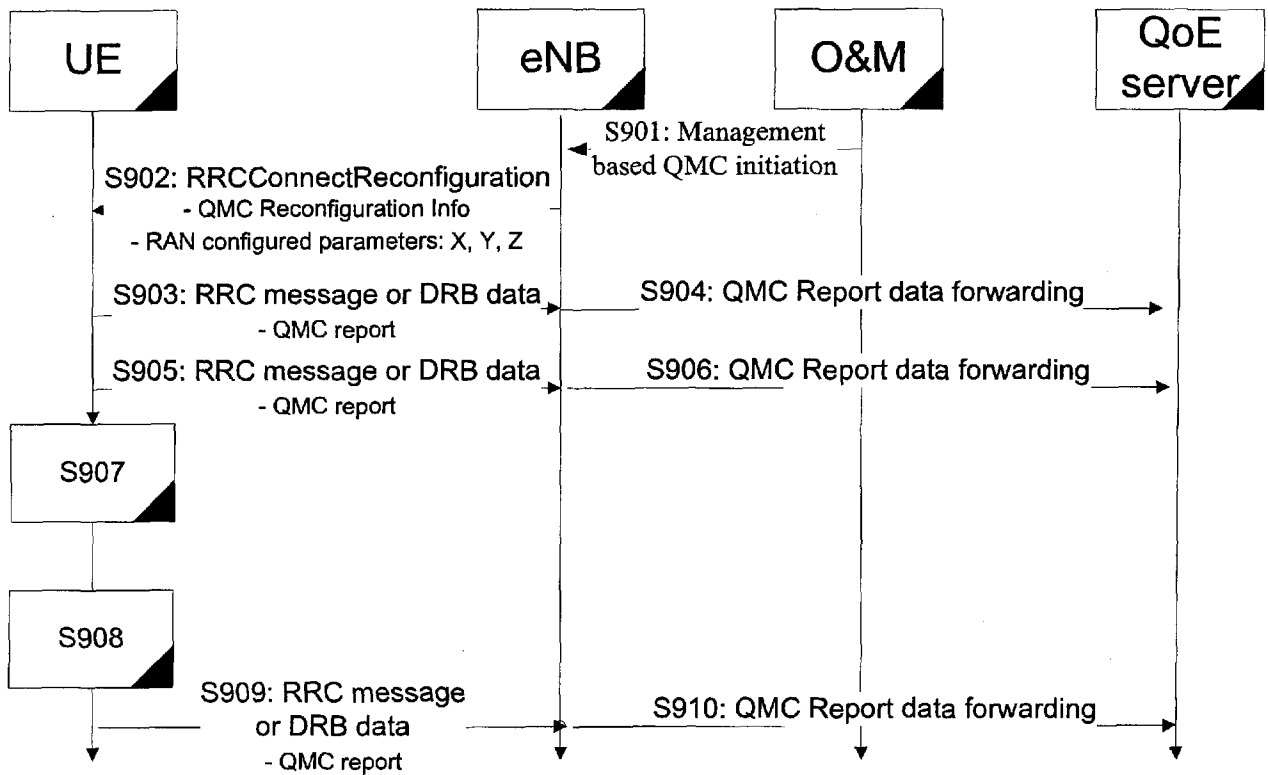 UE
eNB
O&M
QoE
server
S901: Management
based QMC initiation
S902: RRCConnectReconfiguration
- QMC Reconfiguration Info
- RAN configured parameters: X, Y, Z
S903: RRC message or DRB data
- QMC report
S904: QMC Report data forwarding
S905: RRC message or DRB data
- QMC report
S906: QMC Report data forwarding
S907
S908
S909: RRC message
or DRB data
- QMC report
S910: QMC Report data forwarding